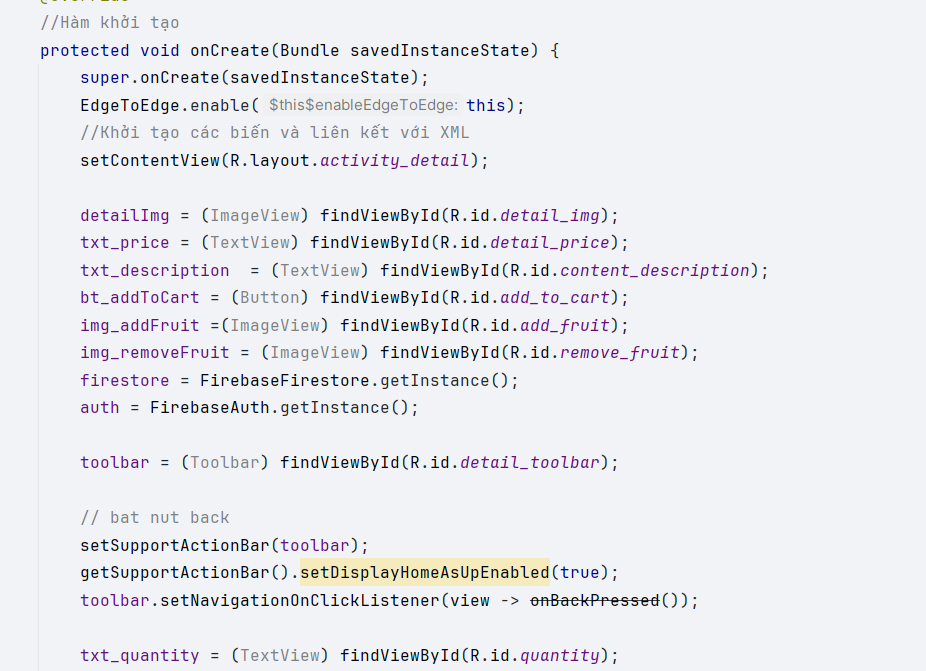 @Override
//Hàm khởi tạo
protected void onCreate(Bundle savedInstanceState) {
super.onCreate(savedInstanceState);
EdgeToEdge.enable( $this$enableEdgeToEdge: this);
//Khởi tạo các biến và liên kết với XML
setContentView(R.layout.activity_detail);
detailImg = (ImageView) findViewById(R.id.detail_img);
txt_price = (TextView) findViewById(R.id.detail_price);
txt_description  = (TextView) findViewById(R.id.content_description);
bt_addToCart = (Button) findViewById(R.id.add_to_cart);
img_addFruit =(ImageView) findViewById(R.id.add_fruit);
img_removeFruit = (ImageView) findViewById(R.id.remove_fruit);
firestore = FirebaseFirestore.getInstance();
auth = FirebaseAuth.getInstance();
toolbar = (Toolbar) findViewById(R.id.detail_toolbar);
// bat nut back
setSupportActionBar(toolbar);
getSupportActionBar().setDisplayHomeAsUpEnabled(true);
toolbar.setNavigationOnClickListener(view -> onBackPressed());
txt_quantity = (TextView) findViewById(R.id.quantity);